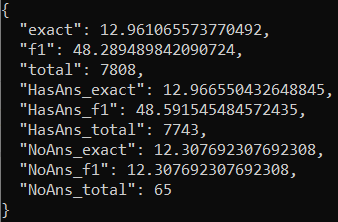 {
  "exact": 12.961065573770492,
  "f1": 48.289489842090724,
  "total": 7808,
  "HasAns_exact": 12.966550432648845,
  "HasAns_f1": 48.591545484572435,
  "HasAns_total": 7743,
  "NoAns_exact": 12.307692307692308,
  "NoAns_f1": 12.307692307692308,
  "NoAns_total": 65
}